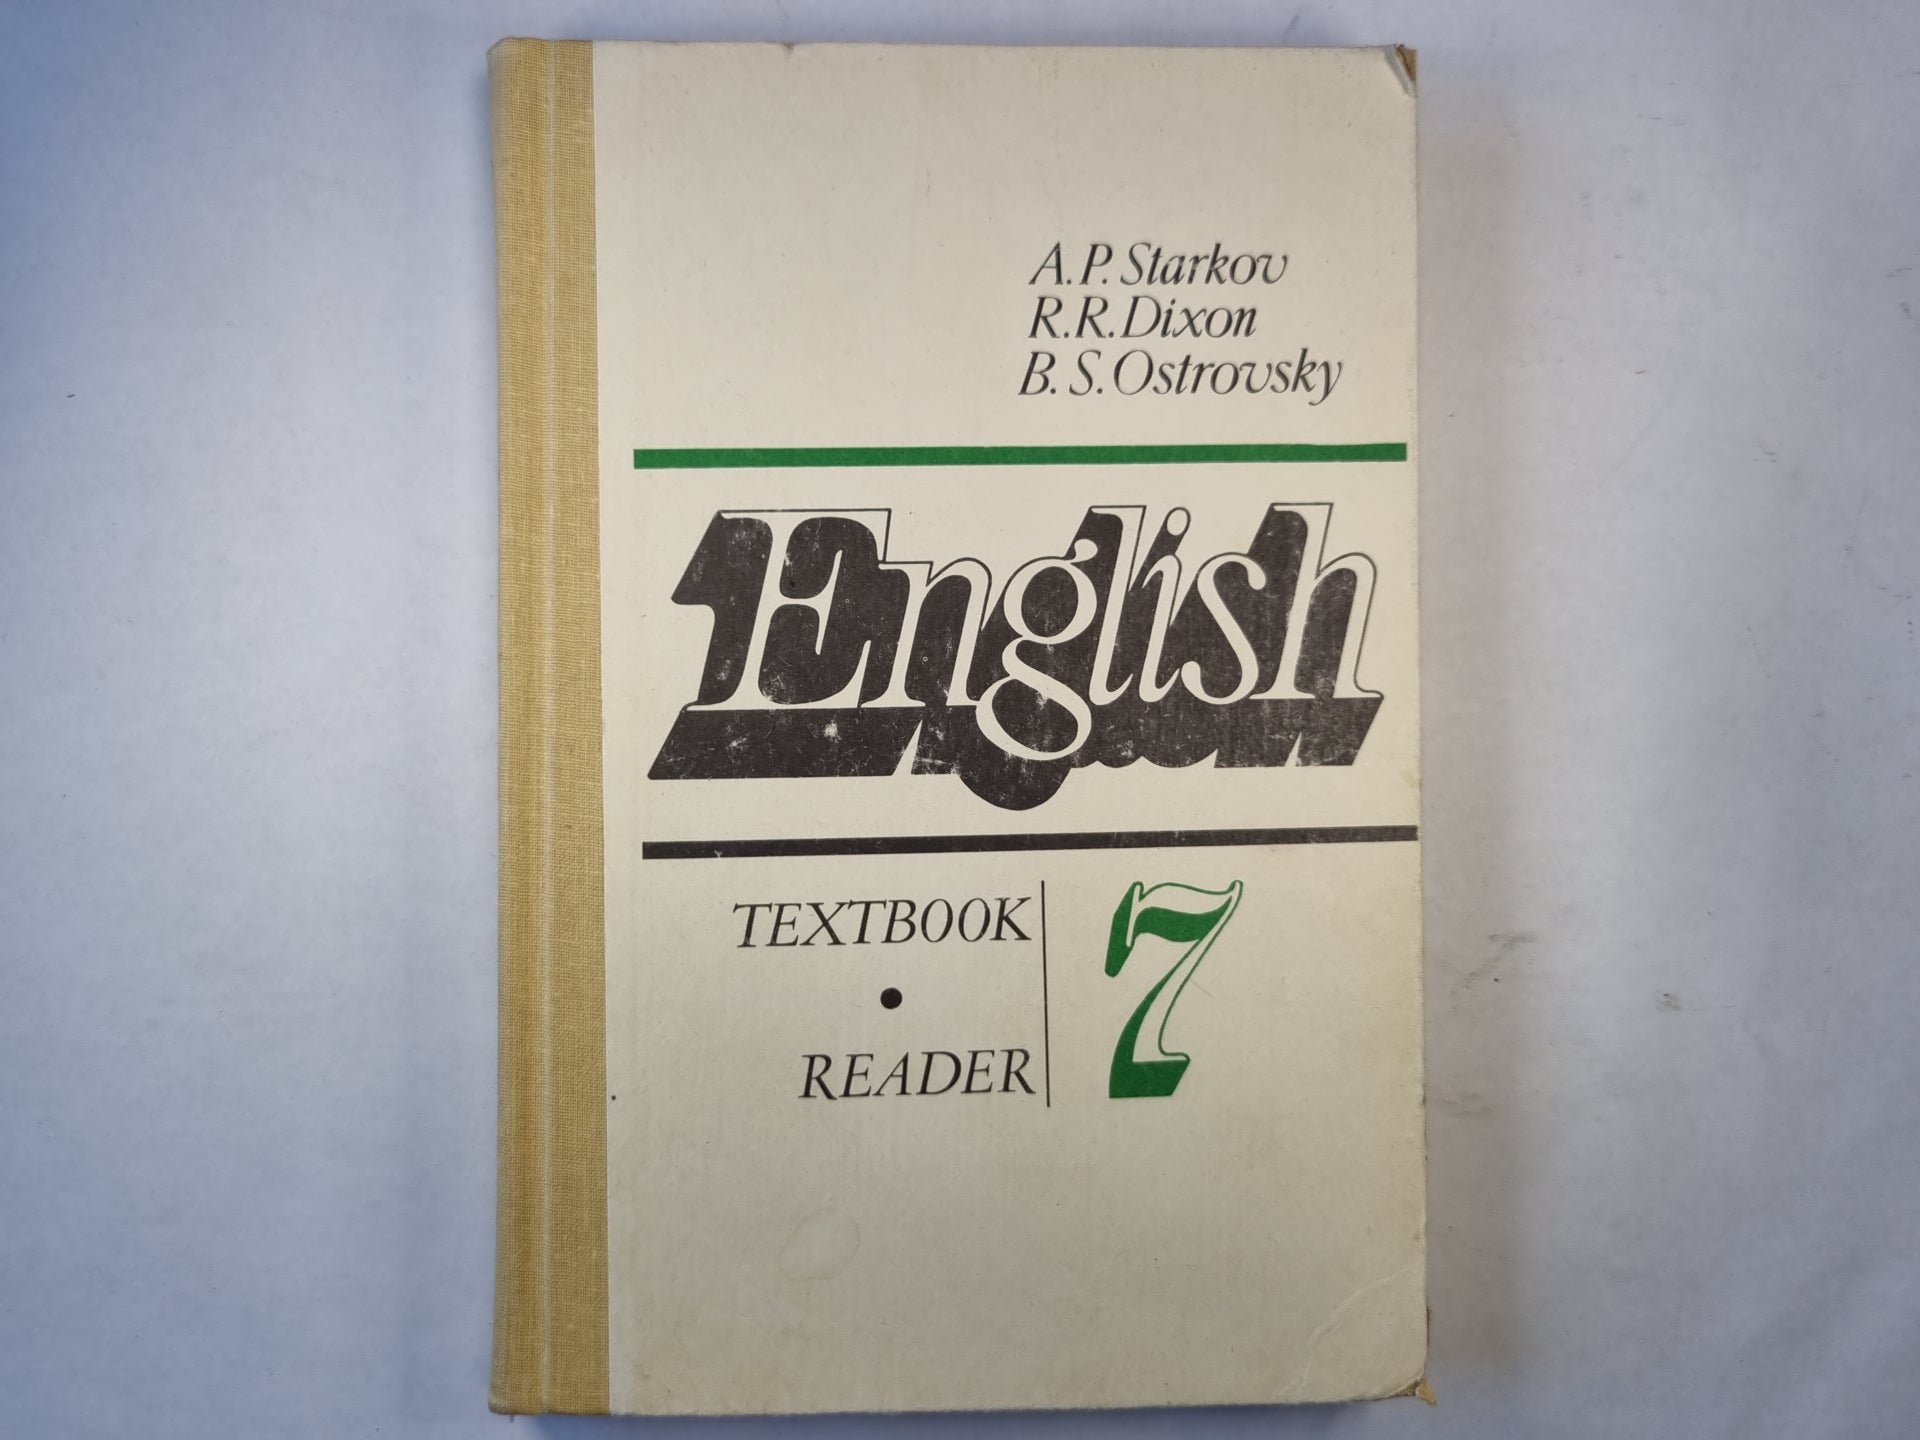 A. P. Starkov
R. R. Dixon
B. S. Ostrovsky
English
TEXTBOOK
•
READER
7